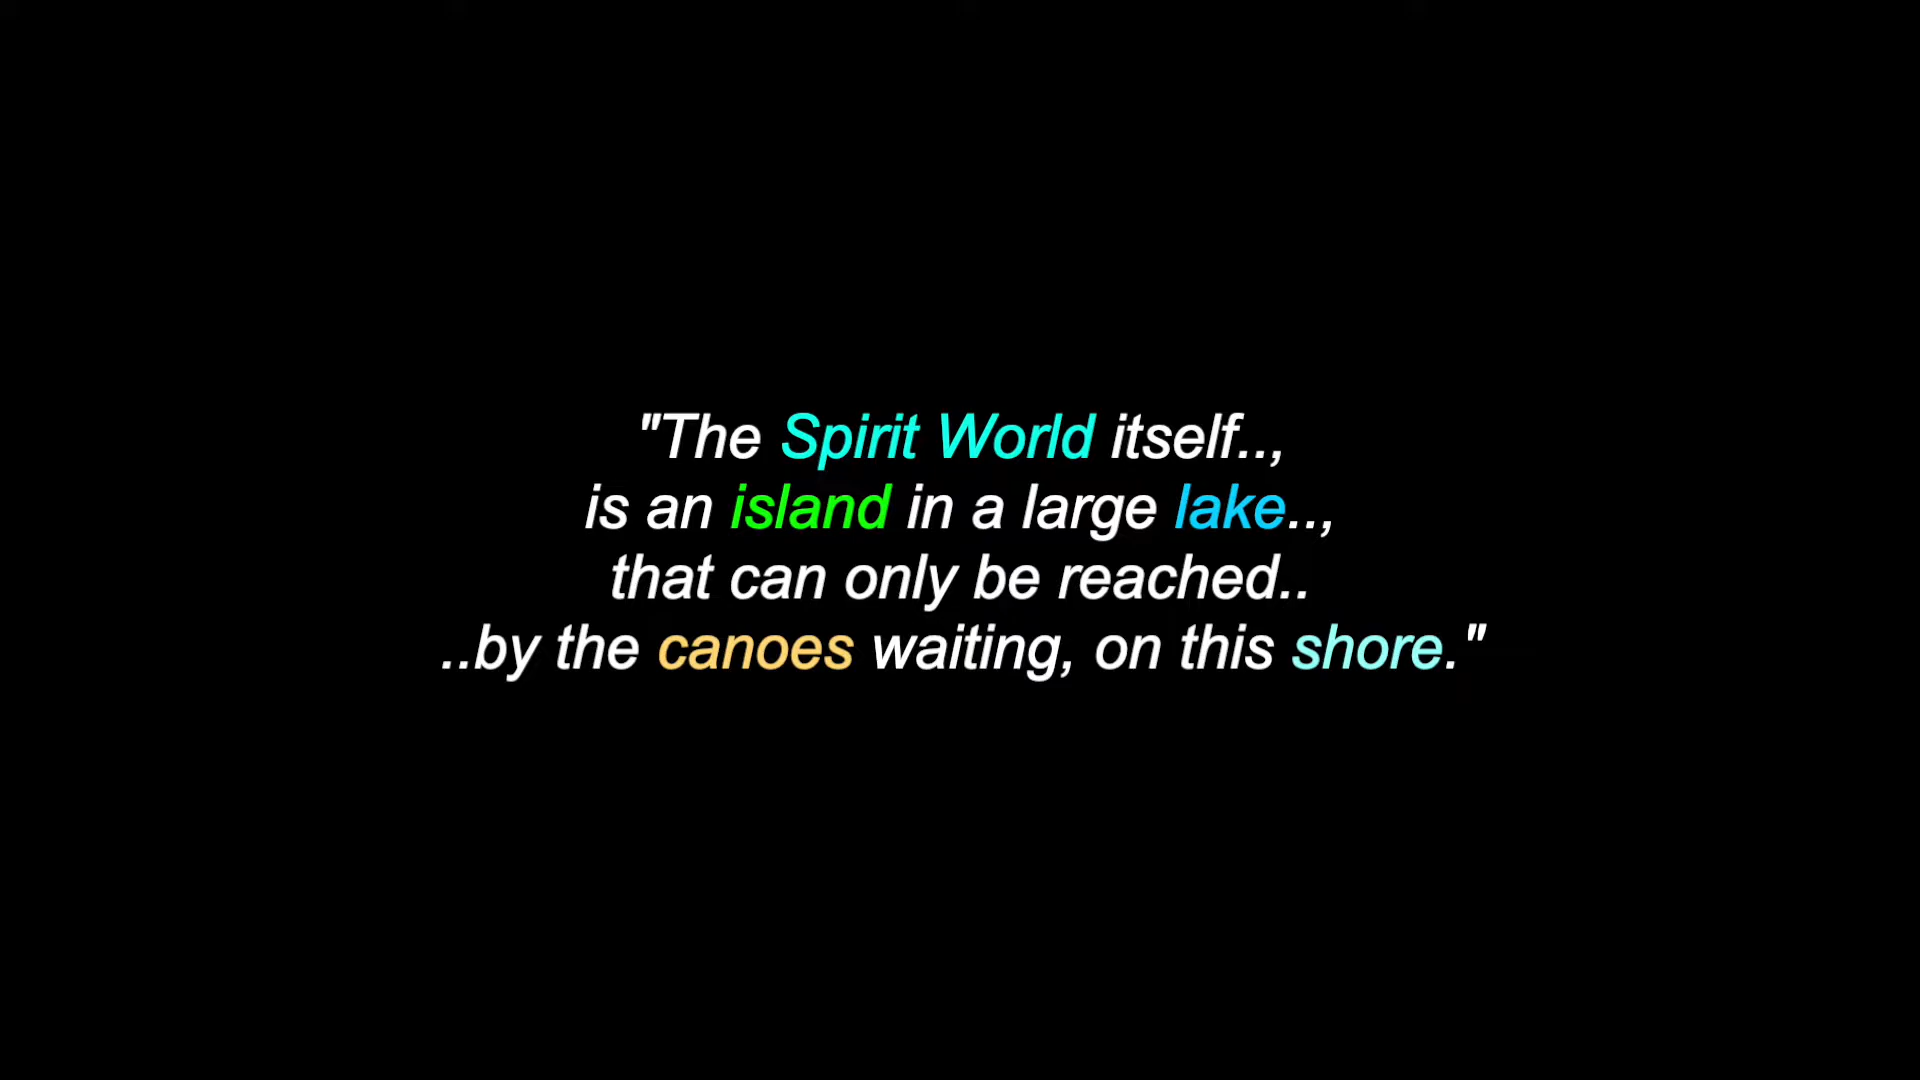 "The Spirit World itself..,
is an island in a large lake..,
that can only be reached..
..by the canoes waiting, on this shore."